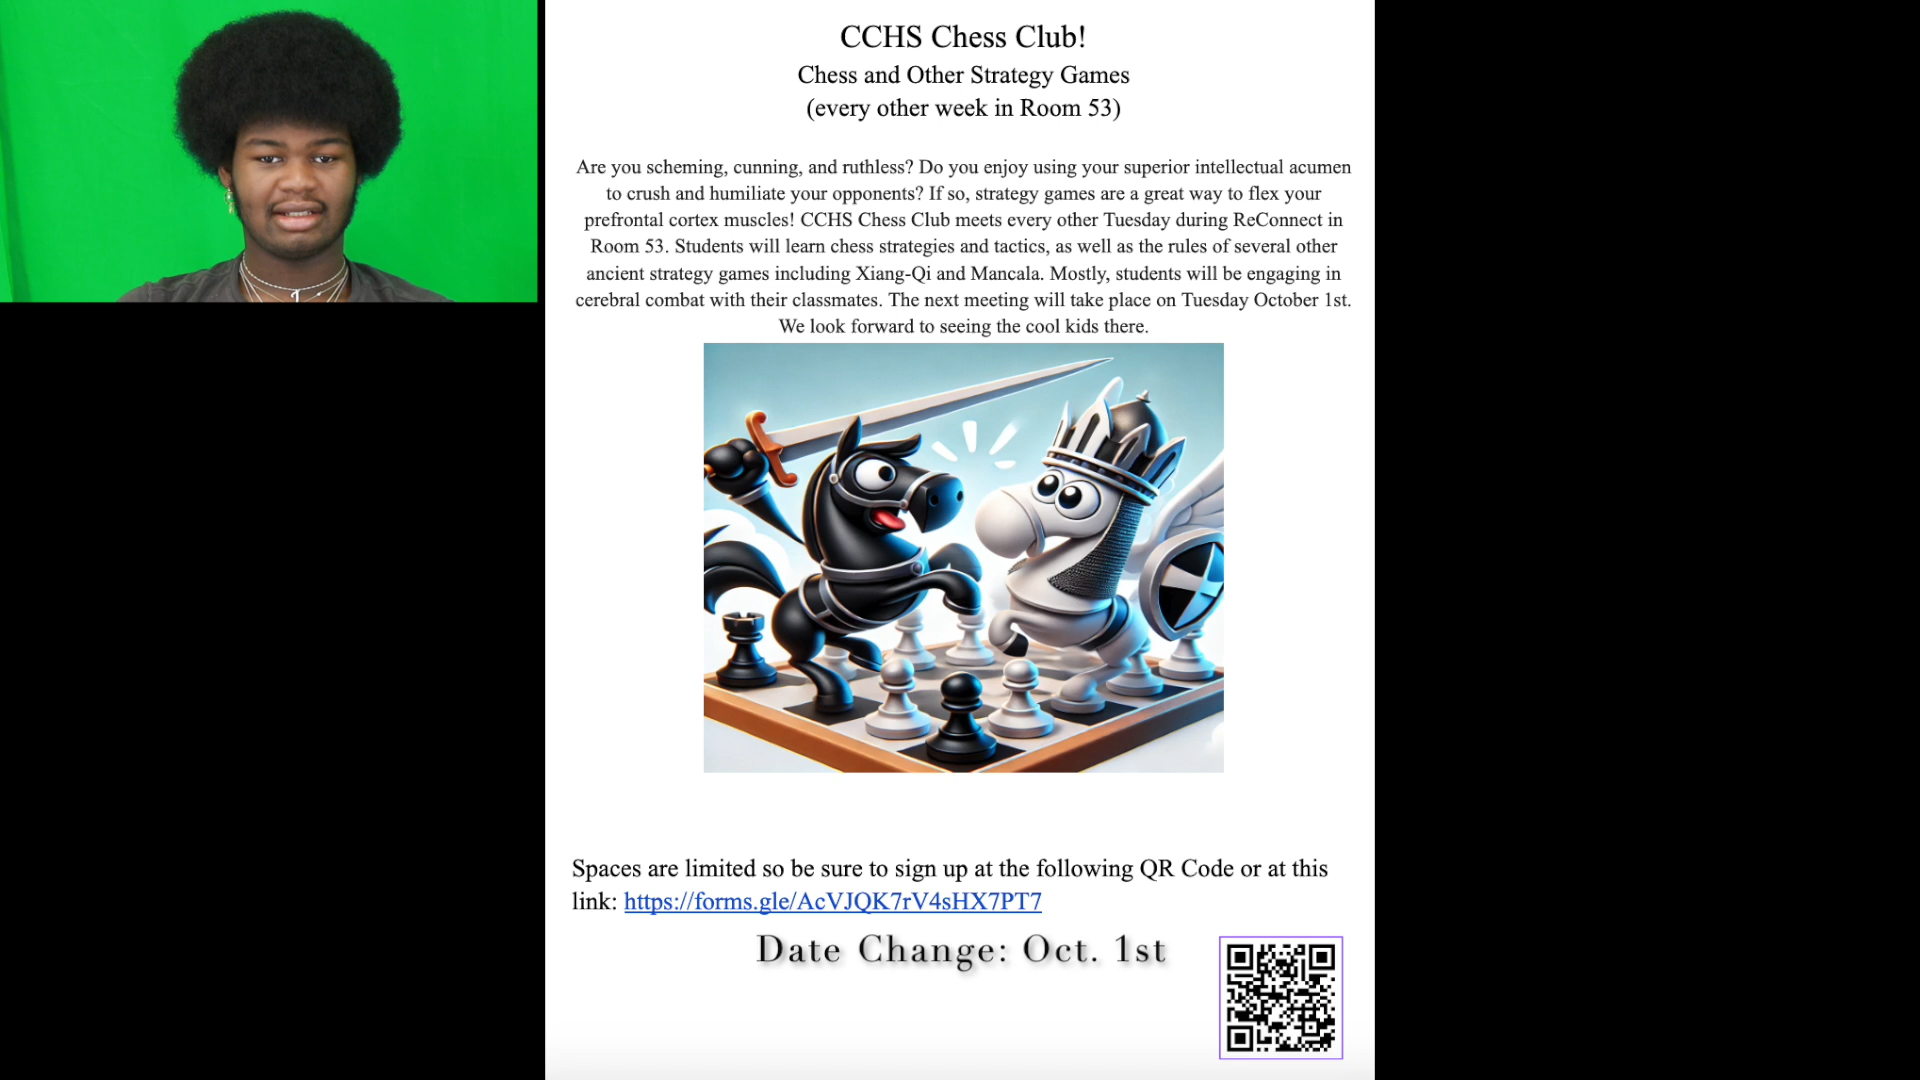 CCHS Chess Club!
Chess and Other Strategy Games
(every other week in Room 53)
Are you scheming, cunning, and ruthless? Do you enjoy using your superior intellectual acumen
to crush and humiliate your opponents? If so, strategy games are a great way to flex your
prefrontal cortex muscles! CCHS Chess Club meets every other Tuesday during ReConnect in
Room 53. Students will learn chess strategies and tactics, as well as the rules of several other
ancient strategy games including Xiang-Qi and Mancala. Mostly, students will be engaging in
cerebral combat with their classmates. The next meeting will take place on Tuesday October 1st.
We look forward to seeing the cool kids there.
Spaces are limited so be sure to sign up at the following QR Code or at this
link: https://forms.gle/AcVJQK7rV4sHX7PT7
Date Change: Oct. 1st